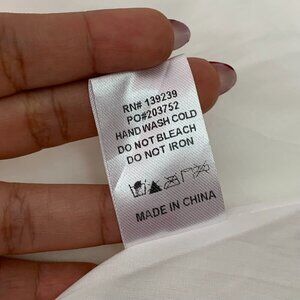 RN# 139239
PO#203752
HAND WASH COLD
DO NOT BLEACH
DO NOT IRON
MADE IN CHINA